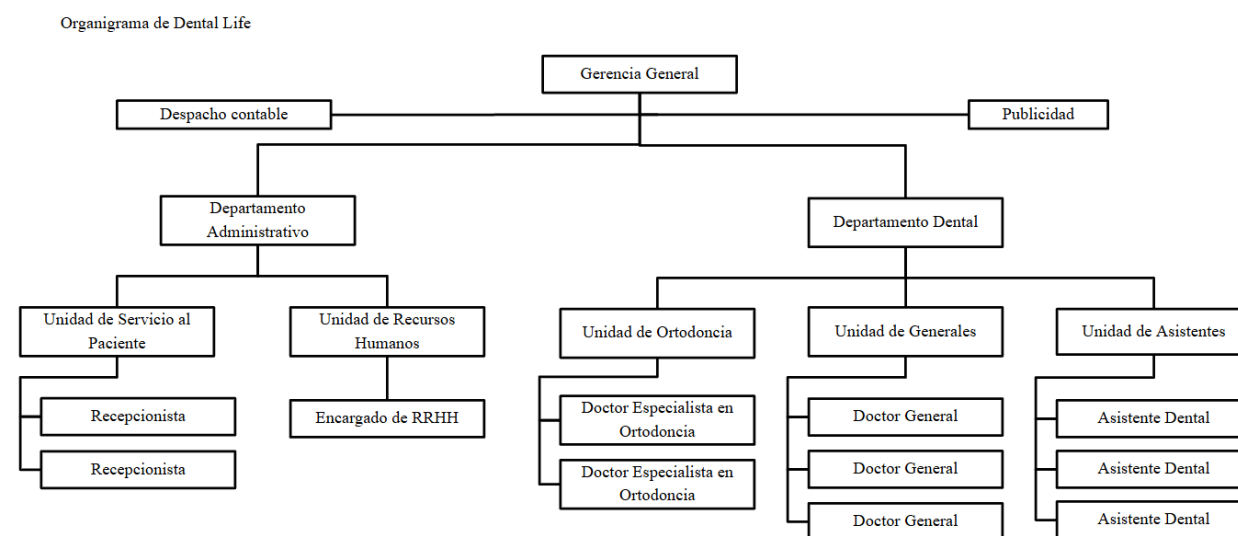 Organigrama de Dental Life
Gerencia General
Despacho contable
Publicidad
Departamento
Administrativo
Departamento Dental
Unidad de Servicio al
Paciente
Unidad de Recursos
Humanos
Unidad de Ortodoncia
Unidad de Generales
Unidad de Asistentes
Recepcionista
Recepcionista
Encargado de RRHH
Doctor Especialista en
Ortodoncia
Doctor Especialista en
Ortodoncia
Doctor General
Doctor General
Doctor General
Asistente Dental
Asistente Dental
Asistente Dental